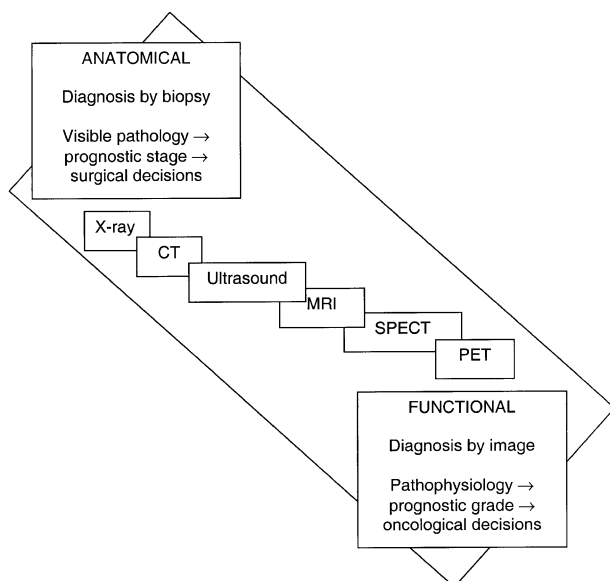 ANATOMICAL
Diagnosis by biopsy
Visible pathology →
prognostic stage →
surgical decisions
X-ray
CT
Ultrasound
MRI
SPECT
PET
FUNCTIONAL
Diagnosis by image
Pathophysiology →
prognostic grade →
oncological decisions